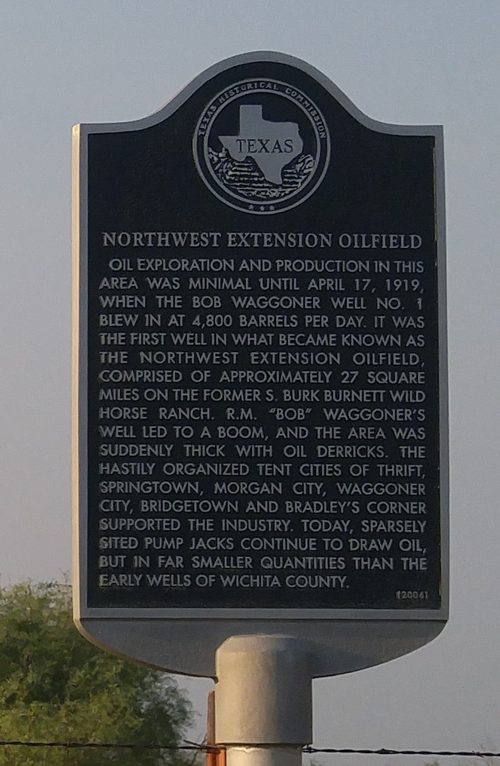 TEXAS HISTORICAL COMMISSION
TEXAS
NORTHWEST EXTENSION OILFIELD
OIL EXPLORATION AND PRODUCTION IN THIS
AREA WAS MINIMAL UNTIL APRIL 17, 1919,
WHEN THE BOB WAGGONER WELL NO. 1
BLEW IN AT 4,800 BARRELS PER DAY. IT WAS
THE FIRST WELL IN WHAT BECAME KNOWN AS
THE NORTHWEST EXTENSION OILFIELD,
COMPRISED OF APPROXIMATELY 27 SQUARE
MILES ON THE FORMER S. BURK BURNETT WILD
HORSE RANCH. R.M. "BOB" WAGGONER'S
WELL LED TO A BOOM, AND THE AREA WAS
SUDDENLY THICK WITH OIL DERRICKS. THE
HASTILY ORGANIZED TENT CITIES OF THRIFT,
SPRINGTOWN, MORGAN CITY, WAGGONER
CITY, BRIDGETOWN AND BRADLEY'S CORNER
SUPPORTED THE INDUSTRY. TODAY, SPARSELY
SITED PUMP JACKS CONTINUE TO DRAW OIL,
BUT IN FAR SMALLER QUANTITIES THAN THE
EARLY WELLS OF WICHITA COUNTY.
(2006)